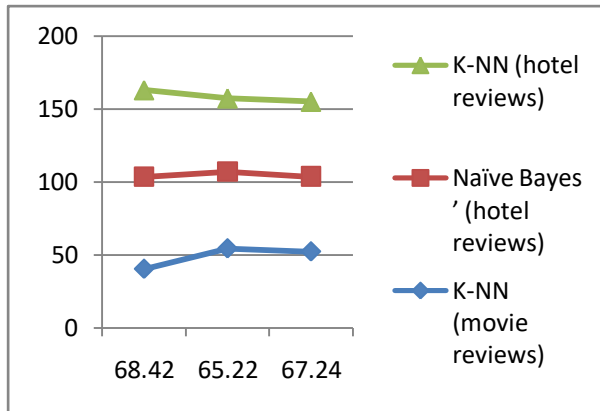 200
150
100
50
0
68.42 65.22 67.24
K-NN (hotel
reviews)
Naïve Bayes
’ (hotel
reviews)
K-NN
(movie
reviews)